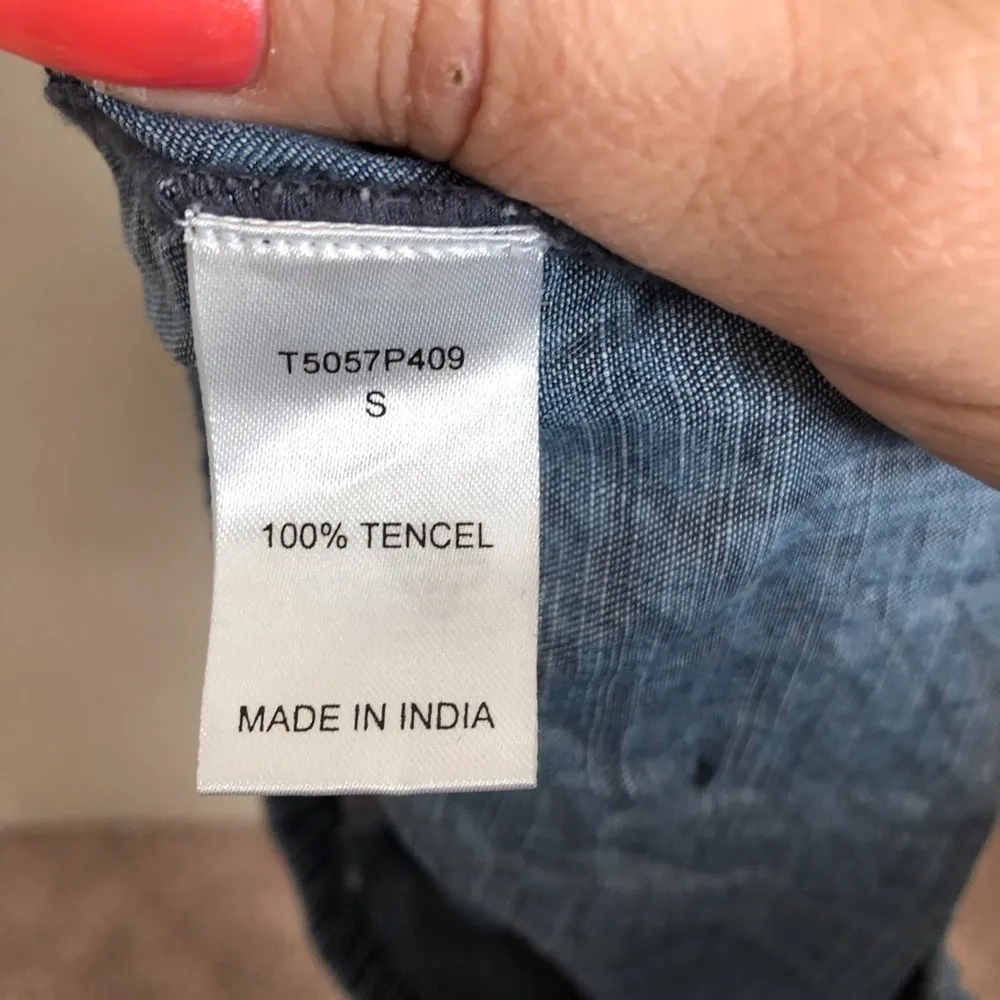 T5057P409
S
100% TENCEL
MADE IN INDIA